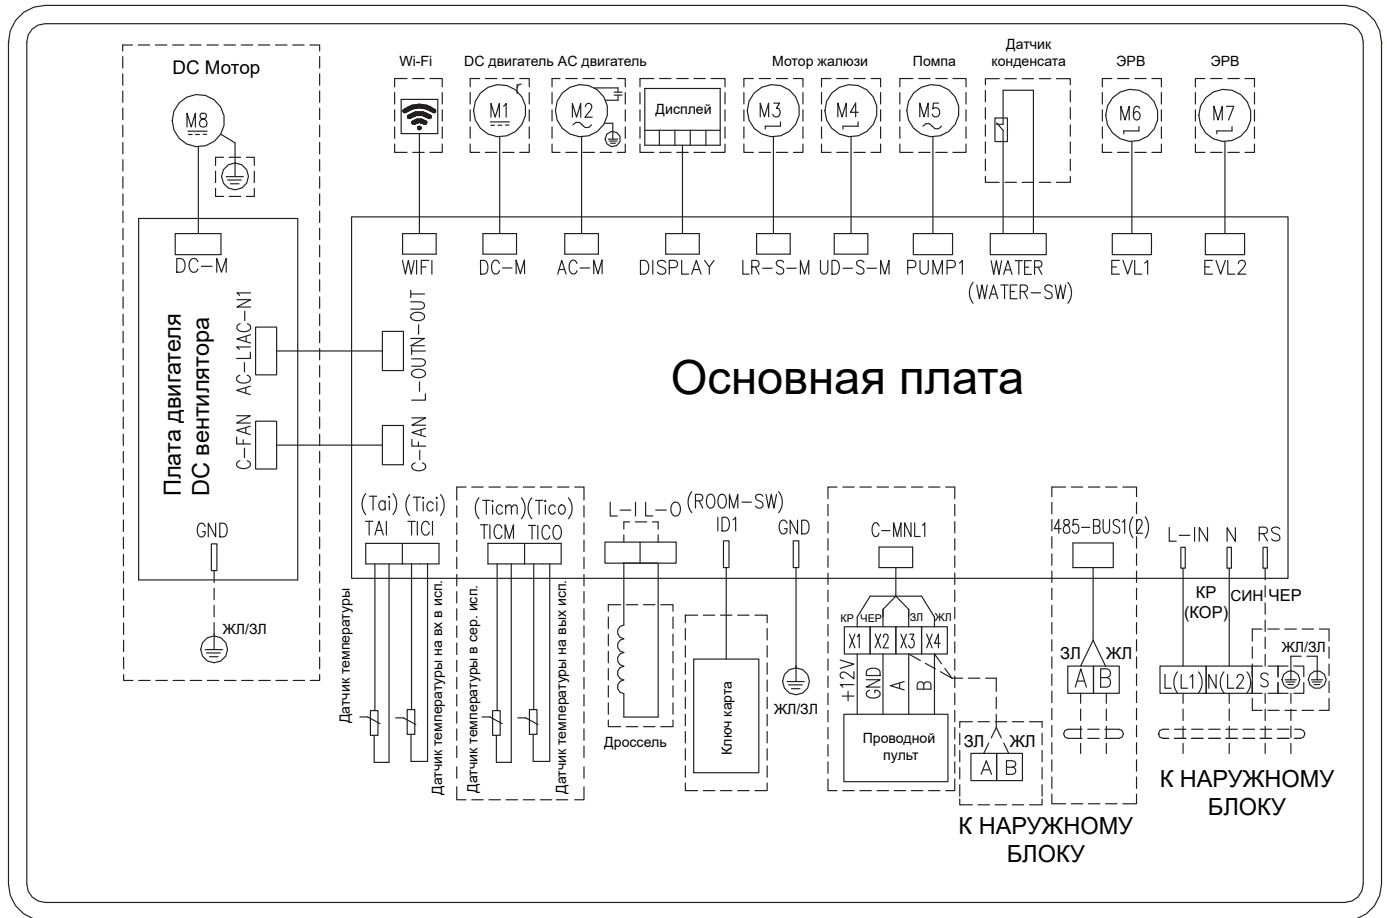 DC Мотор
M8
DC-M
Плата двигателя
DC вентилятора
AC-L1 AC-N1
C-FAN
GND
ЖЛ/ЗЛ
Wi-Fi
DC двигатель
AC двигатель
Мотор жалюзи
Помпа
Датчик
конденсата
ЭРВ
ЭРВ
M1
M2
Дисплей
M3
M4
M5
M6
M7
WIFI
DC-M
AC-M
DISPLAY
LR-S-M
UD-S-M
PUMP1
WATER
(WATER-SW)
EVL1
EVL2
L-OUT N-OUT
C-FAN
Основная плата
(Tai)
TAI
(Tici)
TICI
(Ticm)
TICM
(Tico)
TICO
L-I L-O
(ROOM-SW)
ID1
GND
C-MNL1
I485-BUS1(2)
L-IN
N
RS
Датчик температуры
Датчик температуры на вх в исп.
Датчик температуры в сер. исп.
Датчик температуры на вых исп.
Дроссель
Ключ карта
ЖЛ/ЗЛ
КР
ЧЕР
ЗЛ
ЖЛ
X1
X2
X3
X4
+12V
GND
A
B
Проводной
пульт
ЗЛ
ЖЛ
A
B
К НАРУЖНОМУ
БЛОКУ
ЗЛ
ЖЛ
A
B
КР
(КОР)
СИН
ЧЕР
ЖЛ/ЗЛ
L(L1)
N(L2)
S
К НАРУЖНОМУ
БЛОКУ